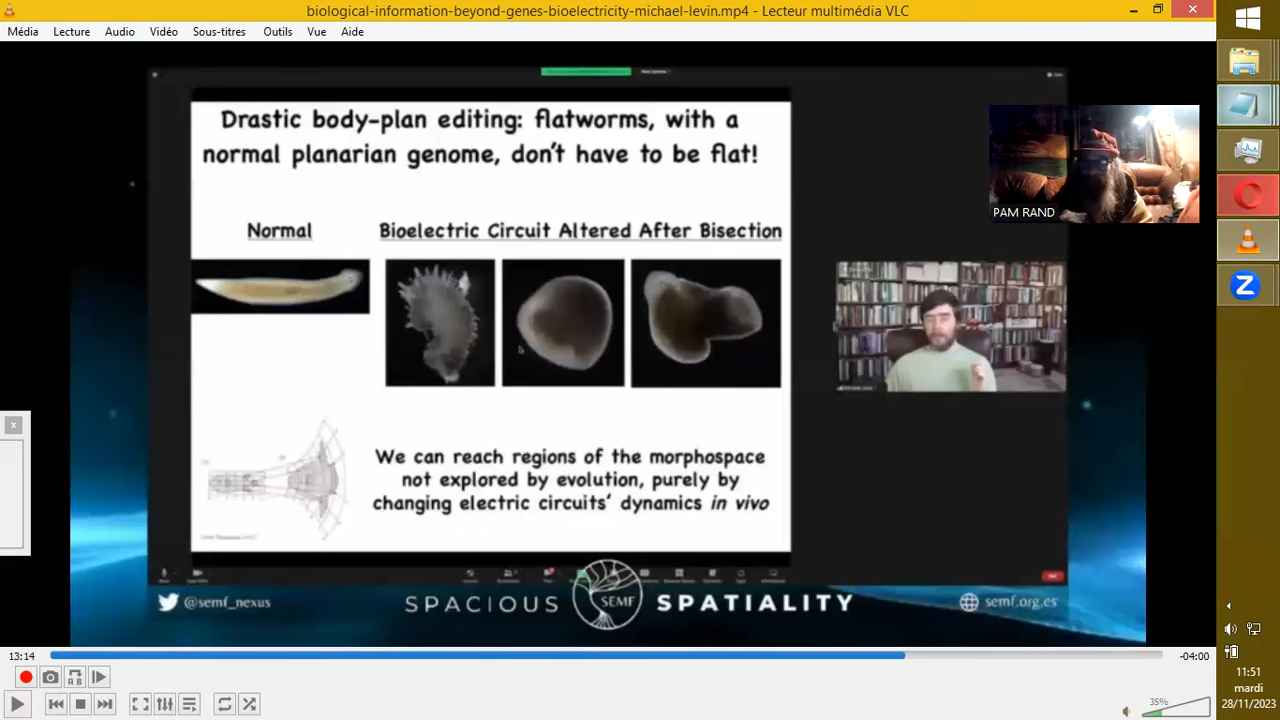 biological-information-beyond-genes-bioelectricity-michael-levin.mp4 - Lecteur multimédia VLC
Média Lecture Audio Vidéo Sous-titres Outils Vue Aide
Drastic body-plan editing: flatworms, with a
normal planarian genome, don't have to be flat!
PAM RAND
Normal
Bioelectric Circuit Altered After Bisection
We can reach regions of the morphospace
not explored by evolution, purely by
changing electric circuits' dynamics in vivo
@semf_nexus
SPACIOUS
SEMF
SPATIALITY
semf.org.es
13:14
-04:00
35%
11:51
mardi
28/11/2023